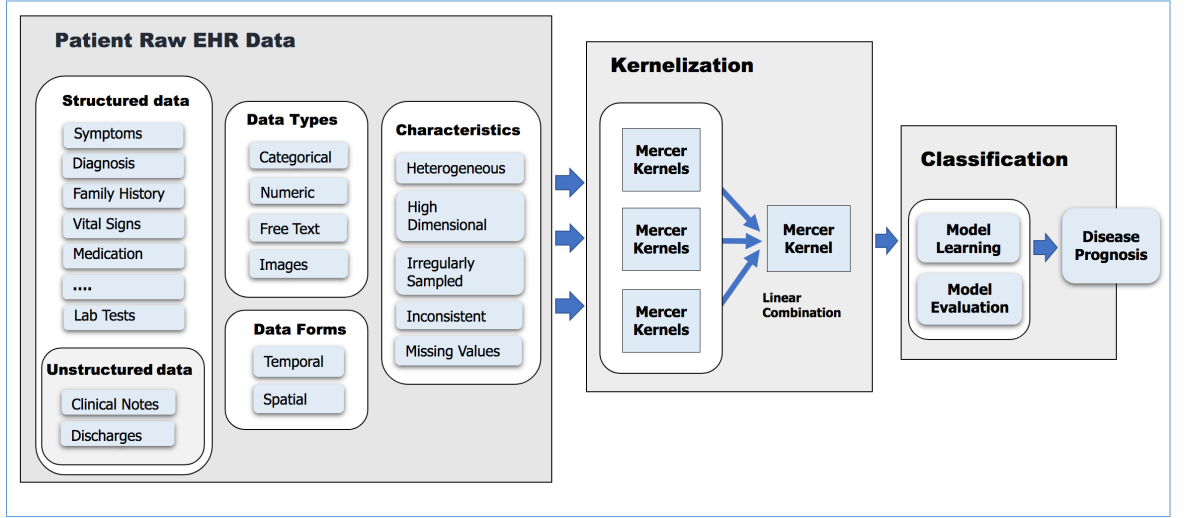 Patient Raw EHR Data
Structured data
Symptoms
Diagnosis
Family History
Vital Signs
Medication
....
Lab Tests
Unstructured data
Clinical Notes
Discharges
Data Types
Categorical
Numeric
Free Text
Images
Data Forms
Temporal
Spatial
Characteristics
Heterogeneous
High
Dimensional
Irregularly
Sampled
Inconsistent
Missing Values
Kernelization
Mercer
Kernels
Mercer
Kernels
Mercer
Kernels
Mercer
Kernel
Linear
Combination
Classification
Model
Learning
Model
Evaluation
Disease
Prognosis